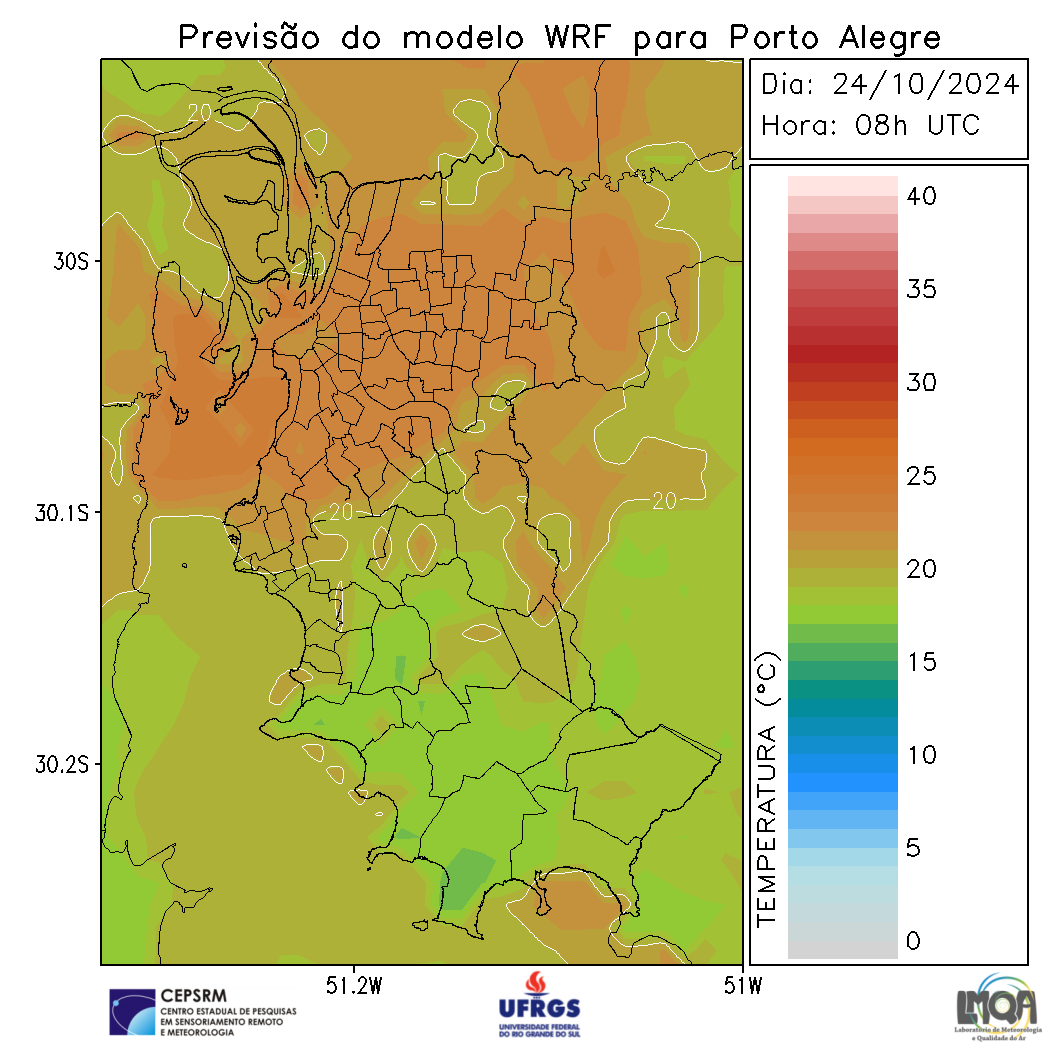 Previsão do modelo WRF para Porto Alegre
Dia: 24/10/2024
Hora: 08h UTC
20
20
20
30S
30.1S
30.2S
51.2W
51W
40
35
30
25
20
15
10
5
0
TEMPERATURA (°C)
CEPSRM
CENTRO ESTADUAL DE PESQUISAS
EM SENSORIAMENTO REMOTO
E METEOROLOGIA
UFRGS
UNIVERSIDADE FEDERAL
DO RIO GRANDE DO SUL
LMQA
Laboratório de Meteorologia
e Qualidade do Ar